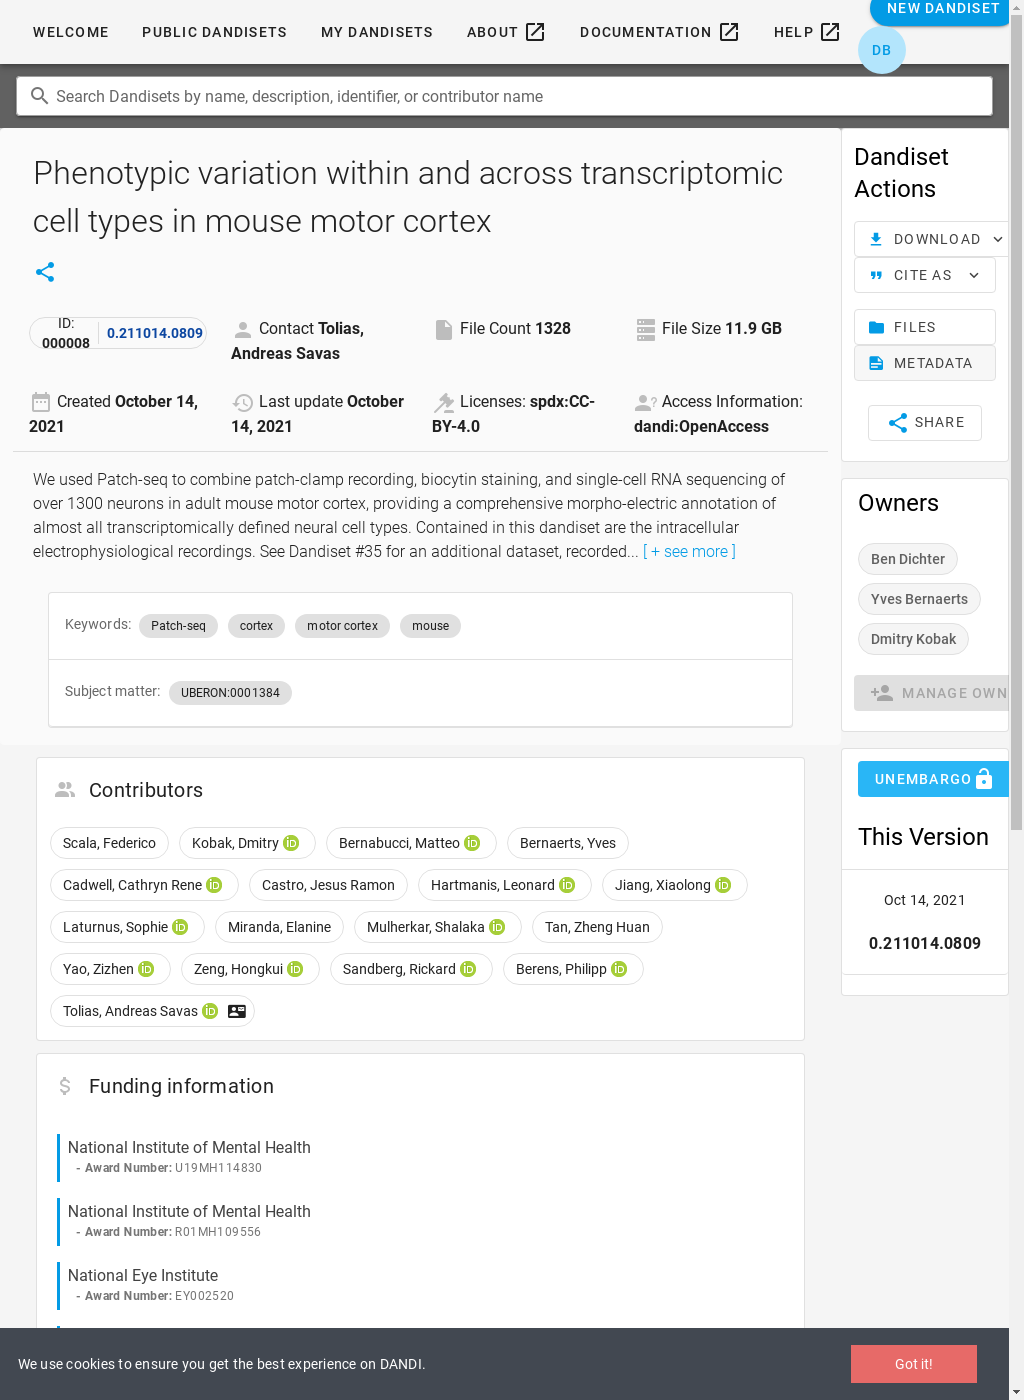 WELCOME PUBLIC DANDISETS MY DANDISETS ABOUT DOCUMENTATION HELP NEW DANDISET
DB
Search Dandisets by name, description, identifier, or contributor name
Phenotypic variation within and across transcriptomic
cell types in mouse motor cortex
ID:
000008
0.211014.0809
Contact Tolias,
Andreas Savas
File Count 1328
File Size 11.9 GB
Created October 14,
2021
Last update October
14, 2021
Licenses: spdx:CC-
BY-4.0
Access Information:
dandi:OpenAccess
We used Patch-seq to combine patch-clamp recording, biocytin staining, and single-cell RNA sequencing of
over 1300 neurons in adult mouse motor cortex, providing a comprehensive morpho-electric annotation of
almost all transcriptomically defined neural cell types. Contained in this dandiset are the intracellular
electrophysiological recordings. See Dandiset #35 for an additional dataset, recorded... [ + see more ]
Keywords: Patch-seq cortex motor cortex mouse
Subject matter: UBERON:0001384
Contributors
Scala, Federico Kobak, Dmitry iD Bernabucci, Matteo iD Bernaerts, Yves
Cadwell, Cathryn Rene iD Castro, Jesus Ramon Hartmanis, Leonard iD Jiang, Xiaolong iD
Laturnus, Sophie iD Miranda, Elanine Mulherkar, Shalaka iD Tan, Zheng Huan
Yao, Zizhen iD Zeng, Hongkui iD Sandberg, Rickard iD Berens, Philipp iD
Tolias, Andreas Savas iD
Funding information
National Institute of Mental Health
- Award Number: U19MH114830
National Institute of Mental Health
- Award Number: R01MH109556
National Eye Institute
- Award Number: EY002520
Dandiset
Actions
DOWNLOAD
CITE AS
FILES
METADATA
SHARE
Owners
Ben Dichter
Yves Bernaerts
Dmitry Kobak
MANAGE OWN
UNEMBARGO
This Version
Oct 14, 2021
0.211014.0809
We use cookies to ensure you get the best experience on DANDI.
Got it!